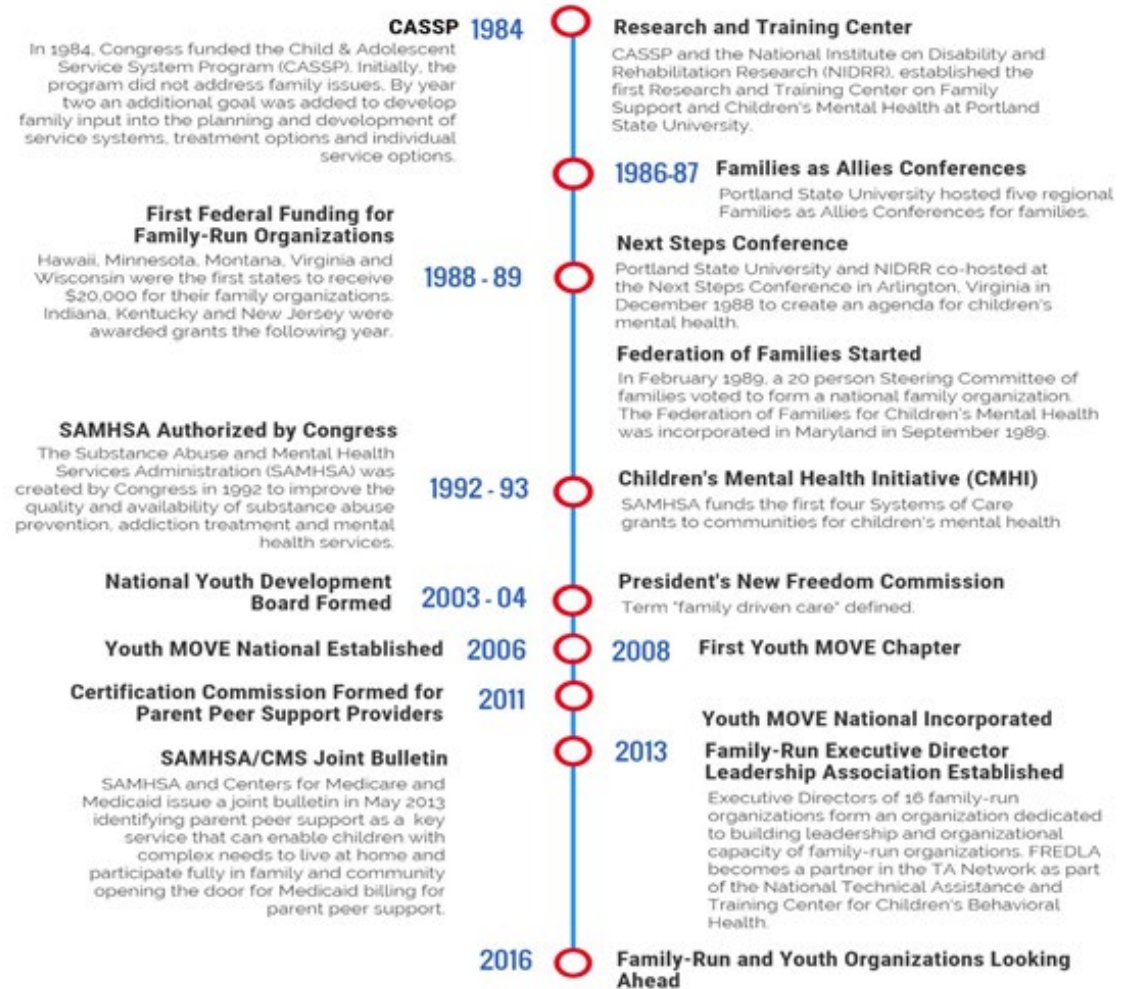 CASSP 1984
In 1984, Congress funded the Child & Adolescent
Service System Program (CASSP). Initially, the
program did not address family issues. By year
two an additional goal was added to develop
family input into the planning and development of
service systems, treatment options and individual
service options.
Research and Training Center
CASSP and the National Institute on Disability and
Rehabilitation Research (NIDRR), established the
first Research and Training Center on Family
Support and Children's Mental Health at Portland
State University.
1986-87 Families as Allies Conferences
Portland State University hosted five regional
Families as Allies Conferences for families.
First Federal Funding for
Family-Run Organizations
Hawaii, Minnesota, Montana, Virginia and
Wisconsin were the first states to receive
$20,000 for their family organizations.
Indiana, Kentucky and New Jersey were
awarded grants the following year.
1988 - 89
Next Steps Conference
Portland State University and NIDRR co-hosted at
the Next Steps Conference in Arlington, Virginia in
December 1988 to create an agenda for children's
mental health.
Federation of Families Started
In February 1989, a 20 person Steering Committee of
families voted to form a national family organization.
The Federation of Families for Children's Mental Health
was incorporated in Maryland in September 1989.
SAMHSA Authorized by Congress
The Substance Abuse and Mental Health
Services Administration (SAMHSA) was
created by Congress in 1992 to improve the
quality and availability of substance abuse
prevention, addiction treatment and mental
health services.
1992 - 93
Children's Mental Health Initiative (CMHI)
SAMHSA funds the first four Systems of Care
grants to communities for children's mental health
National Youth Development
Board Formed
2003 - 04
President's New Freedom Commission
Term "family driven care" defined.
Youth MOVE National Established 2006
2008 First Youth MOVE Chapter
Certification Commission Formed for
Parent Peer Support Providers
2011
Youth MOVE National Incorporated
SAMHSA/CMS Joint Bulletin
SAMHSA and Centers for Medicare and
Medicaid issue a joint bulletin in May 2013
identifying parent peer support as a key
service that can enable children with
complex needs to live at home and
participate fully in family and community
opening the door for Medicaid billing for
parent peer support.
2013
Family-Run Executive Director
Leadership Association Established
Executive Directors of 16 family-run
organizations form an organization dedicated
to building leadership and organizational
capacity of family-run organizations. FREDLA
becomes a partner in the TA Network as part
of the National Technical Assistance and
Training Center for Children's Behavioral
Health.
2016
Family-Run and Youth Organizations Looking
Ahead